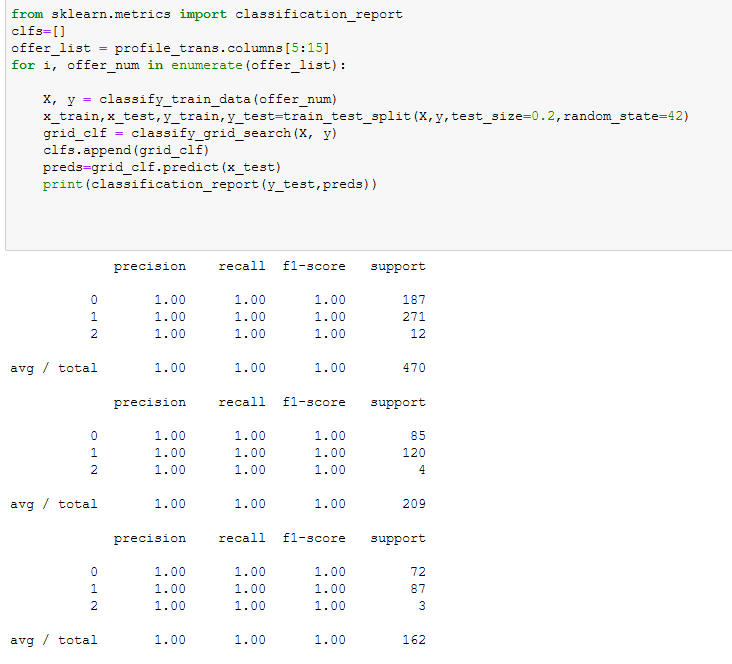 from sklearn.metrics import classification_report
clfs=[]
offer_list = profile_trans.columns[5:15]
for i, offer_num in enumerate(offer_list):
X, y = classify_train_data(offer_num)
x_train,x_test,y_train,y_test=train_test_split(X,y,test_size=0.2,random_state=42)
grid_clf = classify_grid_search(X, y)
clfs.append(grid_clf)
preds=grid_clf.predict(x_test)
print(classification_report(y_test,preds))
precision recall f1-score support
0 1.00 1.00 1.00 187
1 1.00 1.00 1.00 271
2 1.00 1.00 1.00 12
avg / total 1.00 1.00 1.00 470
precision recall f1-score support
0 1.00 1.00 1.00 85
1 1.00 1.00 1.00 120
2 1.00 1.00 1.00 4
avg / total 1.00 1.00 1.00 209
precision recall f1-score support
0 1.00 1.00 1.00 72
1 1.00 1.00 1.00 87
2 1.00 1.00 1.00 3
avg / total 1.00 1.00 1.00 162